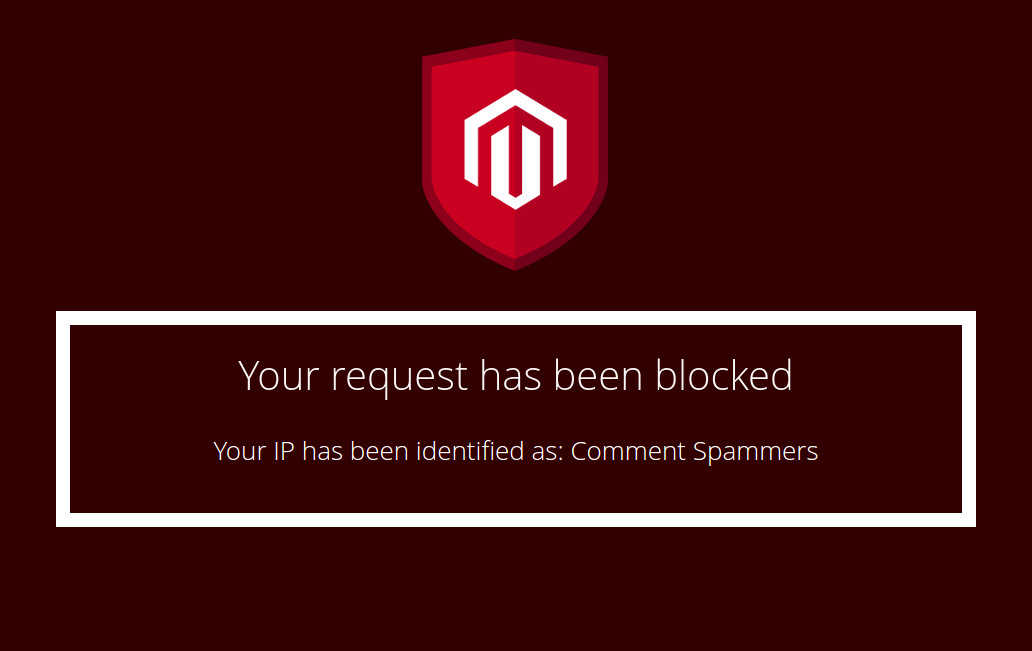 Your request has been blocked
Your IP has been identified as: Comment Spammers